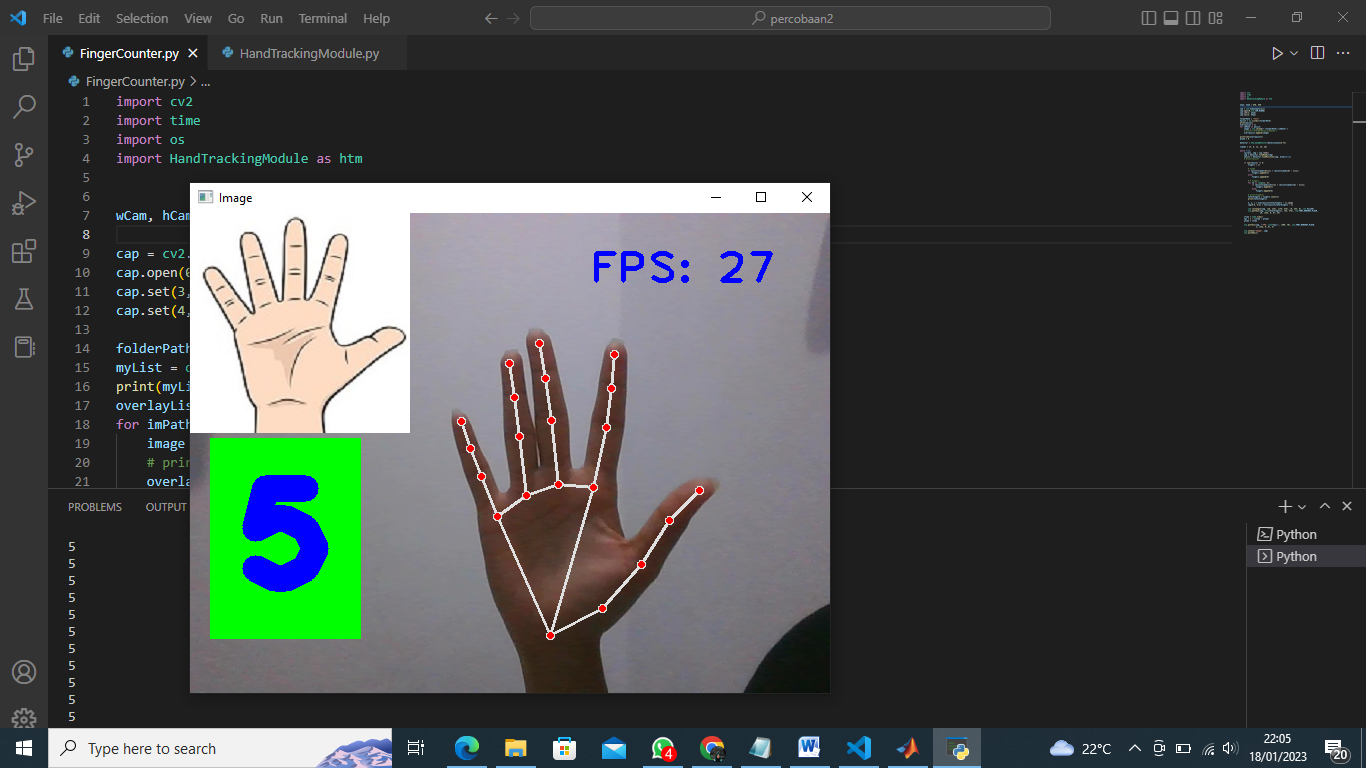 File Edit Selection View Go Run Terminal Help
percobaan2
FingerCounter.py
HandTrackingModule.py
FingerCounter.py > ...
1 import cv2
2 import time
3 import os
4 import HandTrackingModule as htm
5
6
7 wCam, hCam
8
9 cap = cv2.
10 cap.open(0
11 cap.set(3,
12 cap.set(4,
13
14 folderPath
15 myList = o
16 print(myLi
17 overlayLis
18 for imPath
19 image
20 # prin
21 overla
Image
FPS: 27
5
PROBLEMS OUTPUT
5
5
5
5
5
5
5
5
5
5
5
Python
Python
Type here to search
4
22°C
22:05
18/01/2023
20